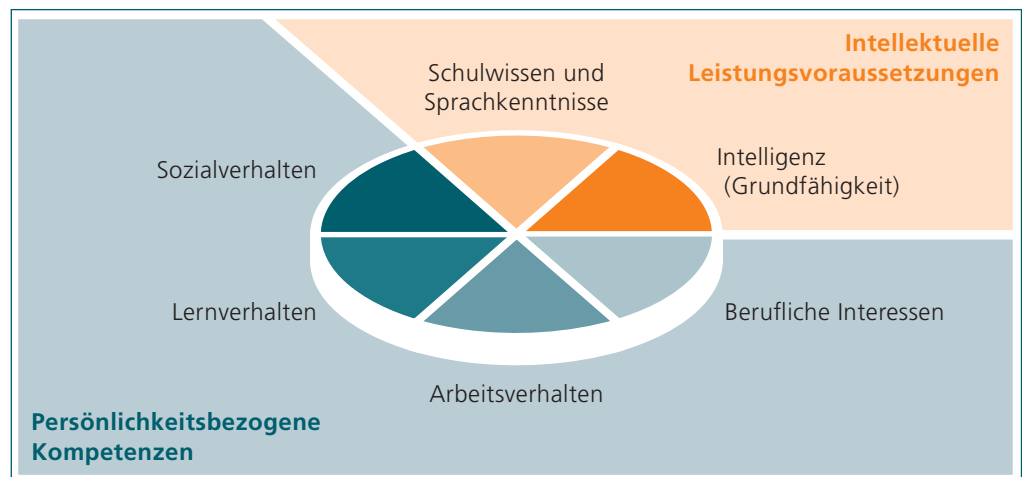 Intellektuelle
Leistungsvoraussetzungen
Schulwissen und
Sprachkenntnisse
Sozialverhalten
Intelligenz
(Grundfähigkeit)
Lernverhalten
Berufliche Interessen
Arbeitsverhalten
Persönlichkeitsbezogene
Kompetenzen